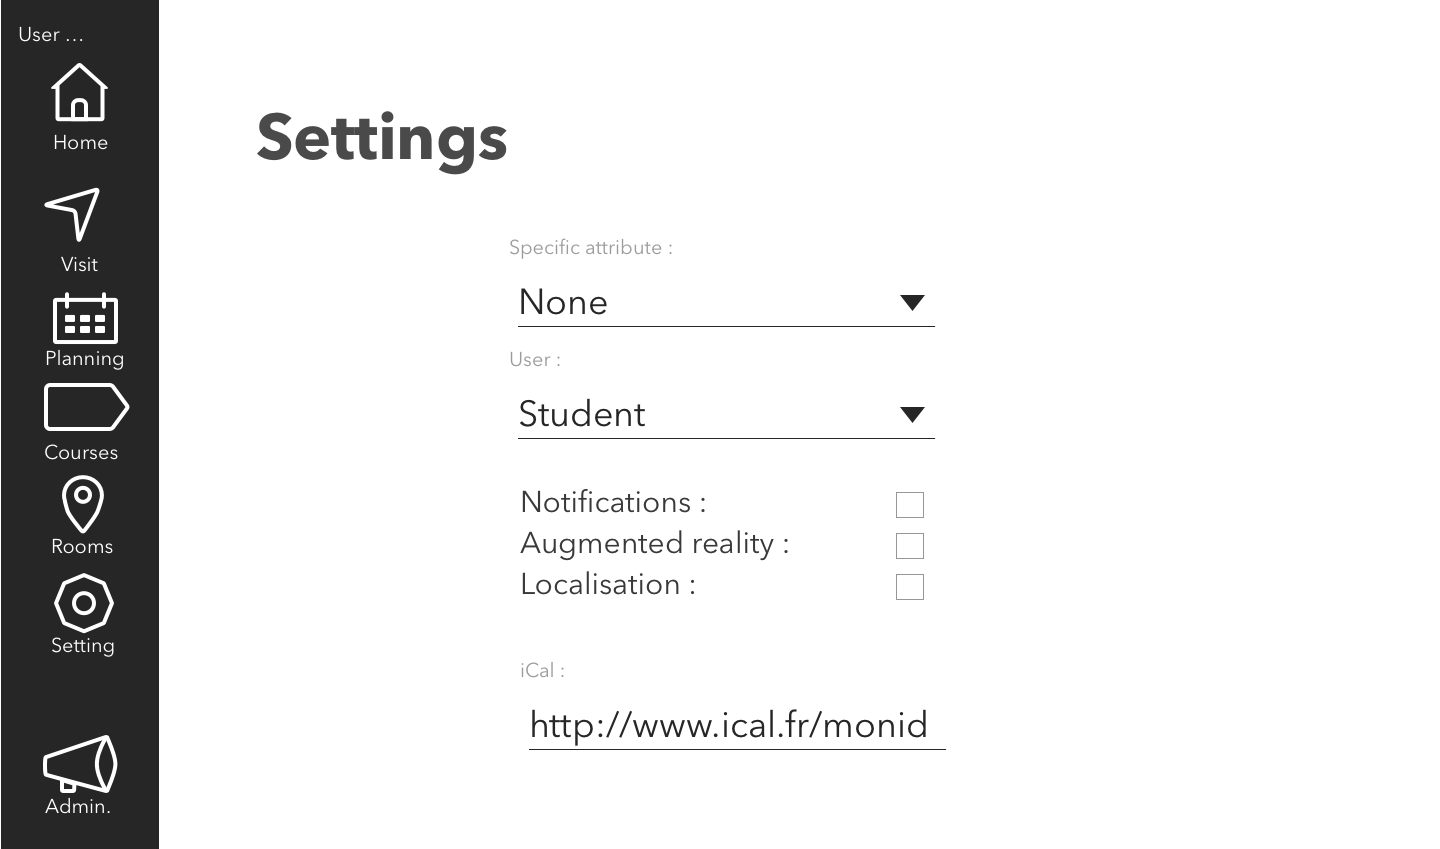 User ...
Home
Visit
Planning
Courses
Rooms
Setting
Admin.
Settings
Specific attribute :
None
User :
Student
Notifications :
Augmented reality :
Localisation :
iCal :
http://www.ical.fr/monid